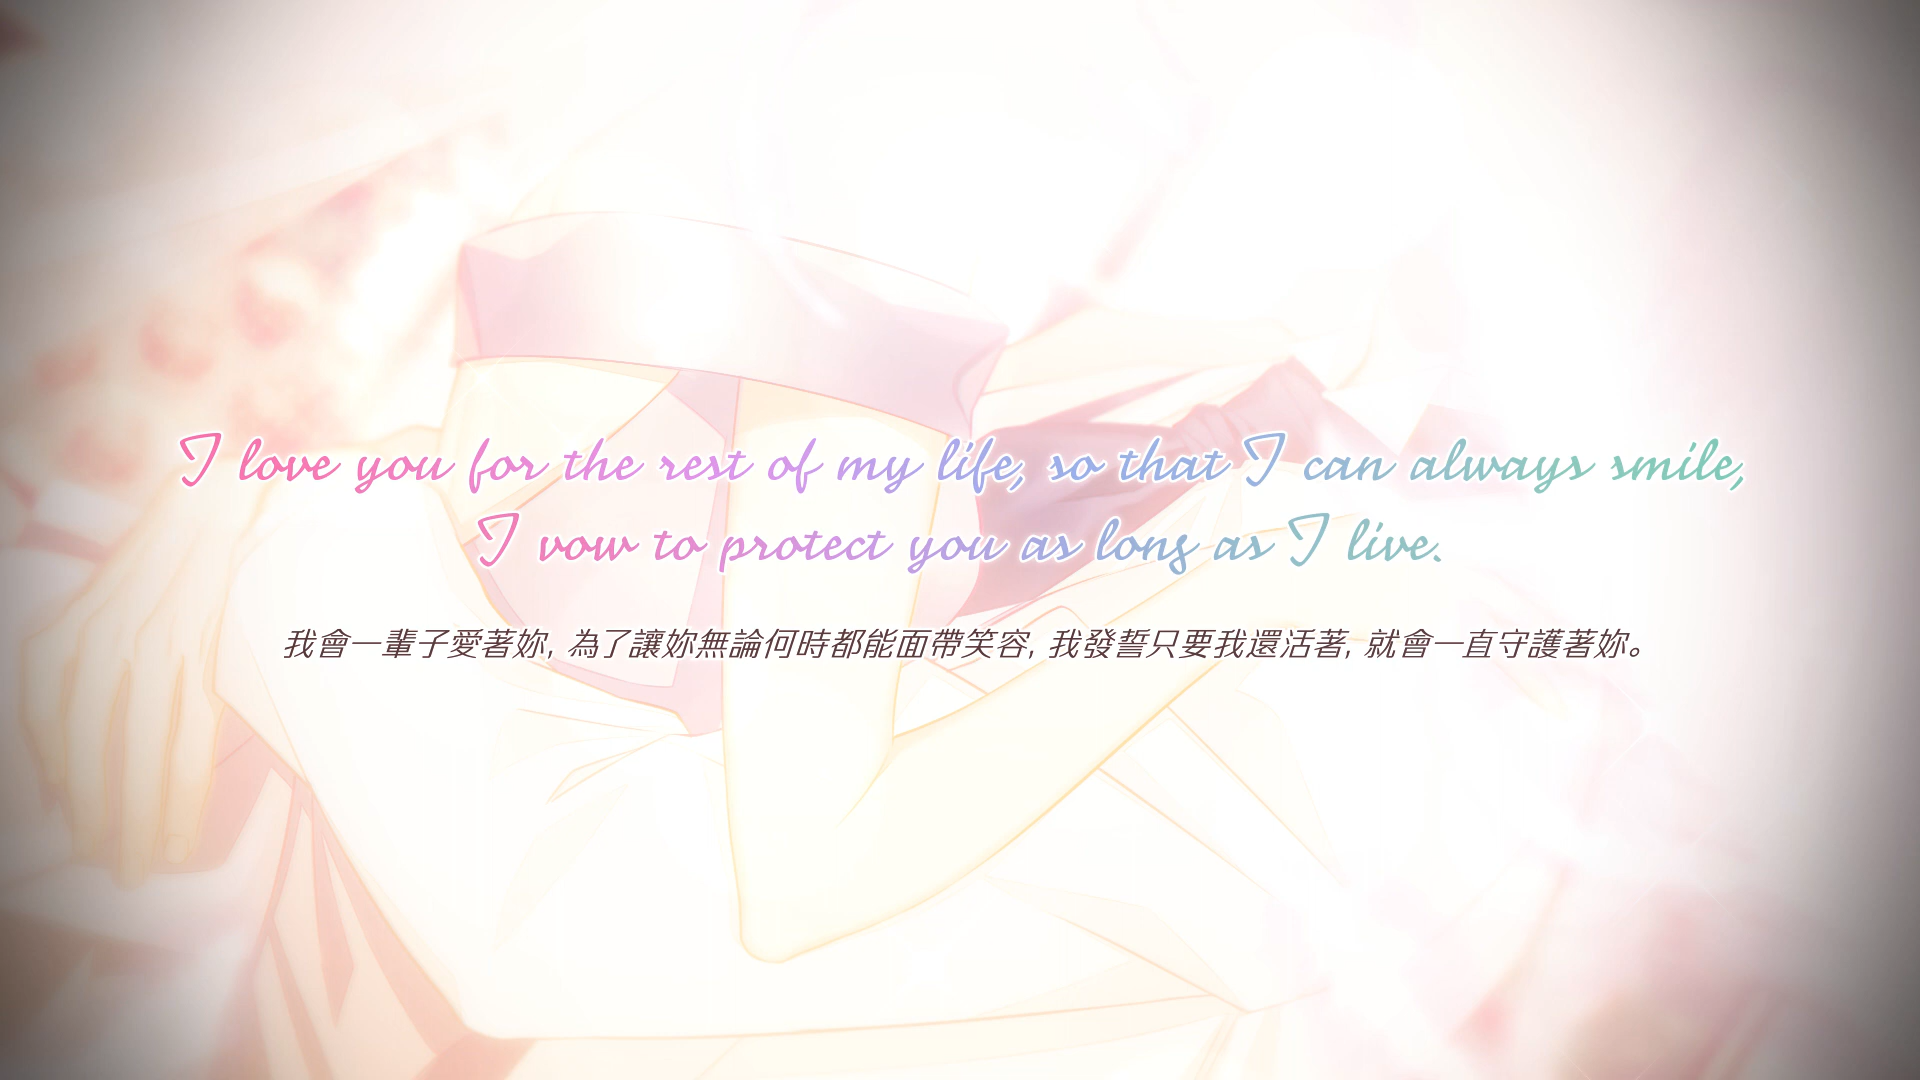 I love you for the rest of my life, so that I can always smile,
I vow to protect you as long as I live.
我會一輩子愛著妳, 為了讓妳無論何時都能面帶笑容, 我發誓只要我還活著, 就會一直守護著妳。